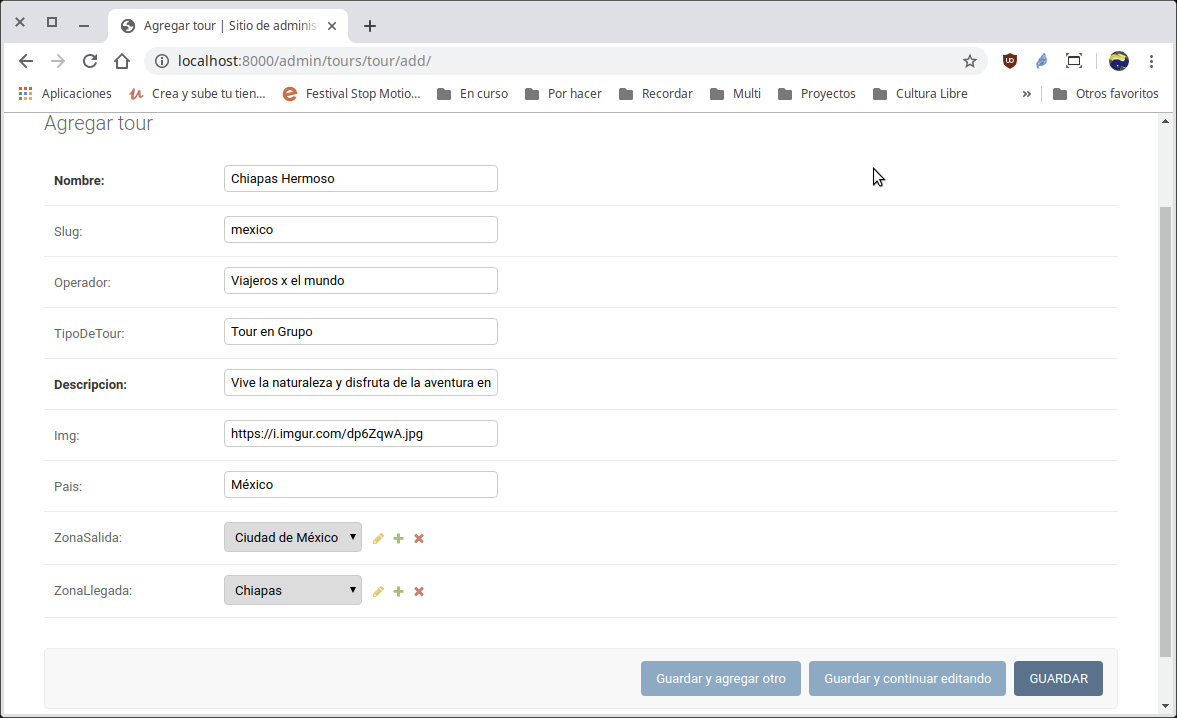 Agregar tour | Sitio de adminis
localhost:8000/admin/tours/tour/add/
Aplicaciones Crea y sube tu tien... Festival Stop Motio... En curso Por hacer Recordar Multi Proyectos Cultura Libre » Otros favoritos
Agregar tour
Nombre: Chiapas Hermoso
Slug: mexico
Operador: Viajeros x el mundo
TipoDeTour: Tour en Grupo
Descripcion: Vive la naturaleza y disfruta de la aventura en
Img: https://i.imgur.com/dp6ZqwA.jpg
Pais: México
ZonaSalida: Ciudad de México
ZonaLlegada: Chiapas
Guardar y agregar otro Guardar y continuar editando GUARDAR